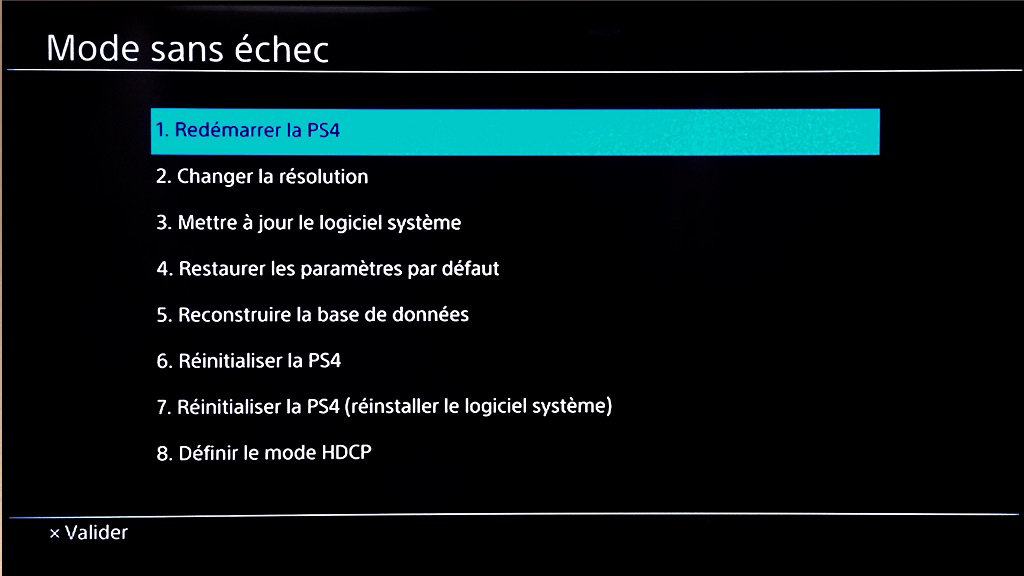 Mode sans échec
1. Redémarrer la PS4
2. Changer la résolution
3. Mettre à jour le logiciel système
4. Restaurer les paramètres par défaut
5. Reconstruire la base de données
6. Réinitialiser la PS4
7. Réinitialiser la PS4 (réinstaller le logiciel système)
8. Définir le mode HDCP
× Valider